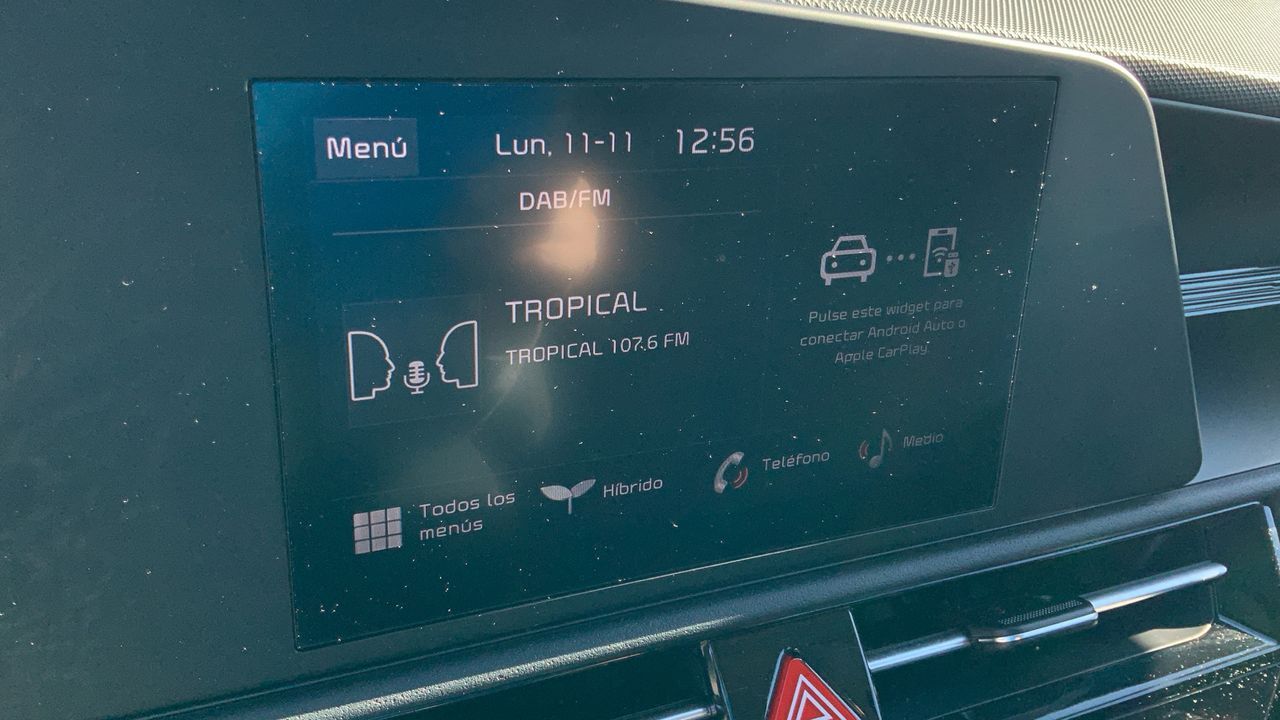 Menú
Lun, 11-11 12:56
DAB/FM
TROPICAL
TROPICAL 107.6 FM
Pulse este widget para
conectar Android Auto o
Apple CarPlay.
Todos los
menús
Híbrido
Teléfono
Medio